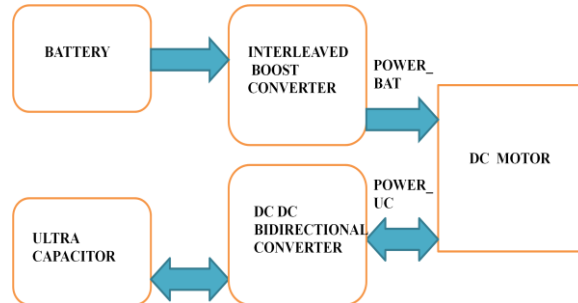 BATTERY
INTERLEAVED
BOOST
CONVERTER
POWER_
BAT
DC MOTOR
ULTRA
CAPACITOR
DC DC
BIDIRECTIONAL
CONVERTER
POWER_
UC